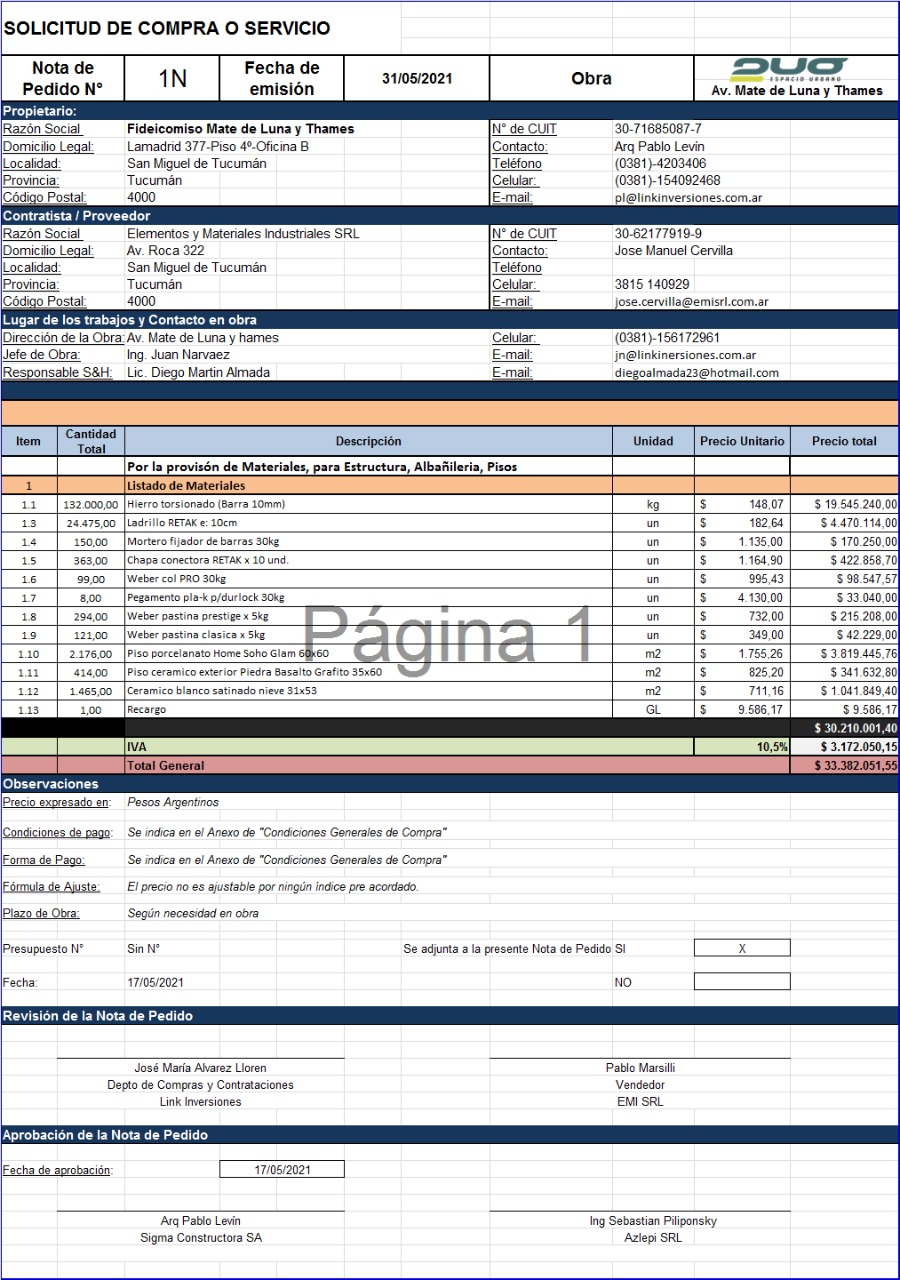 SOLICITUD DE COMPRA O SERVICIO
Nota de Pedido N° 1N Fecha de emisión 31/05/2021 Obra DUO ESPACIO URBANO Av. Mate de Luna y Thames
Propietario:
Razón Social Fideicomiso Mate de Luna y Thames N° de CUIT 30-71685087-7
Domicilio Legal: Lamadrid 377-Piso 4º-Oficina B Contacto: Arq Pablo Levín
Localidad: San Miguel de Tucumán Teléfono (0381)-4203406
Provincia: Tucumán Celular: (0381)-154092468
Código Postal: 4000 E-mail: pl@linkinversiones.com.ar
Contratista / Proveedor
Razón Social Elementos y Materiales Industriales SRL N° de CUIT 30-62177919-9
Domicilio Legal: Av. Roca 322 Contacto: Jose Manuel Cervilla
Localidad: San Miguel de Tucumán Teléfono
Provincia: Tucumán Celular: 3815 140929
Código Postal: 4000 E-mail: jose.cervilla@emisrl.com.ar
Lugar de los trabajos y Contacto en obra
Dirección de la Obra: Av. Mate de Luna y hames Celular: (0381)-156172961
Jefe de Obra: Ing. Juan Narvaez E-mail: jn@linkinersiones.com.ar
Responsable S&H: Lic. Diego Martin Almada E-mail: diegoalmada23@hotmail.com
Item Cantidad Total Descripción Unidad Precio Unitario Precio total
Por la provisón de Materiales, para Estructura, Albañileria, Pisos
1 Listado de Materiales
1.1 132.000,00 Hierro torsionado (Barra 10mm) kg $ 148,07 $ 19.545.240,00
1.3 24.475,00 Ladrillo RETAK e: 10cm un $ 182,64 $ 4.470.114,00
1.4 150,00 Mortero fijador de barras 30kg un $ 1.135,00 $ 170.250,00
1.5 363,00 Chapa conectora RETAK x 10 und. un $ 1.164,90 $ 422.858,70
1.6 99,00 Weber col PRO 30kg un $ 995,43 $ 98.547,57
1.7 8,00 Pegamento pla-k p/durlock 30kg un $ 4.130,00 $ 33.040,00
1.8 294,00 Weber pastina prestige x 5kg un $ 732,00 $ 215.208,00
1.9 121,00 Weber pastina clasica x 5kg un $ 349,00 $ 42.229,00
1.10 2.176,00 Piso porcelanato Home Soho Glam 60x60 m2 $ 1.755,26 $ 3.819.445,76
1.11 414,00 Piso ceramico exterior Piedra Basalto Grafito 35x60 m2 $ 825,20 $ 341.632,80
1.12 1.465,00 Ceramico blanco satinado nieve 31x53 m2 $ 711,16 $ 1.041.849,40
1.13 1,00 Recargo GL $ 9.586,17 $ 9.586,17
Página 1
$ 30.210.001,40
IVA 10,5% $ 3.172.050,15
Total General $ 33.382.051,55
Observaciones
Precio expresado en: Pesos Argentinos
Condiciones de pago: Se indica en el Anexo de "Condiciones Generales de Compra"
Forma de Pago: Se indica en el Anexo de "Condiciones Generales de Compra"
Fórmula de Ajuste: El precio no es ajustable por ningún índice pre acordado.
Plazo de Obra: Según necesidad en obra
Presupuesto N° Sin N° Se adjunta a la presente Nota de Pedido SI X
Fecha: 17/05/2021 NO
Revisión de la Nota de Pedido
José María Alvarez Lloren Pablo Marsilli
Depto de Compras y Contrataciones Vendedor
Link Inversiones EMI SRL
Aprobación de la Nota de Pedido
Fecha de aprobación: 17/05/2021
Arq Pablo Levín Ing Sebastian Piliponsky
Sigma Constructora SA Azlepi SRL